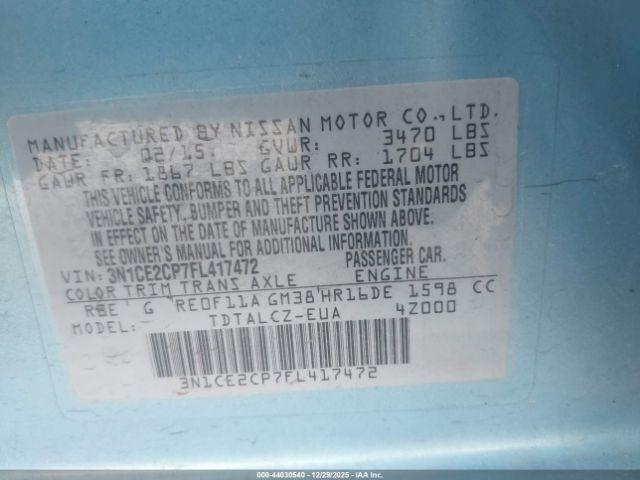 MANUFACTURED BY NISSAN MOTOR CO.,LTD.
DATE: 02/15 GVWR: 3470 LBS
GAWR FR: 1867 LBS GAWR RR: 1704 LBS
THIS VEHICLE CONFORMS TO ALL APPLICABLE FEDERAL MOTOR
VEHICLE SAFETY, BUMPER AND THEFT PREVENTION STANDARDS
IN EFFECT ON THE DATE OF MANUFACTURE SHOWN ABOVE.
SEE OWNER'S MANUAL FOR ADDITIONAL INFORMATION.
VIN: 3N1CE2CP7FL417472 PASSENGER CAR.
COLOR TRIM TRANS AXLE ENGINE
RBE G RE0F11A GM38 HR16DE 1598 CC
MODEL: TDTALCZ-EUA 4Z000
3N1CE2CP7FL417472
000-44030540 - 12/29/2025 - IAAI Inc.